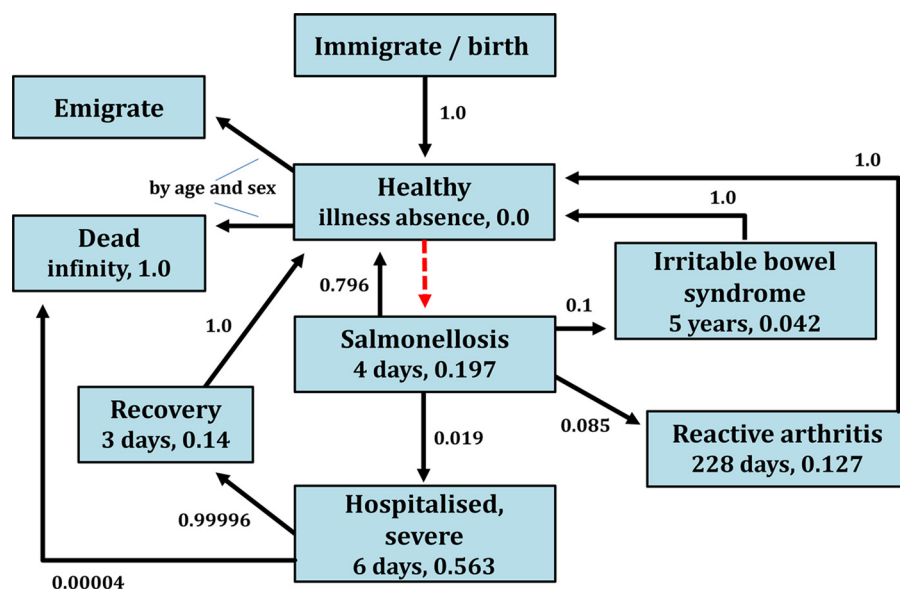 Immigrate / birth
Emigrate
1.0
1.0
by age and sex
Healthy
illness absence, 0.0
1.0
Dead
infinity, 1.0
Irritable bowel
syndrome
5 years, 0.042
0.796
0.1
1.0
Salmonellosis
4 days, 0.197
Recovery
3 days, 0.14
0.019
0.085
Reactive arthritis
228 days, 0.127
0.99996
Hospitalised,
severe
6 days, 0.563
0.00004